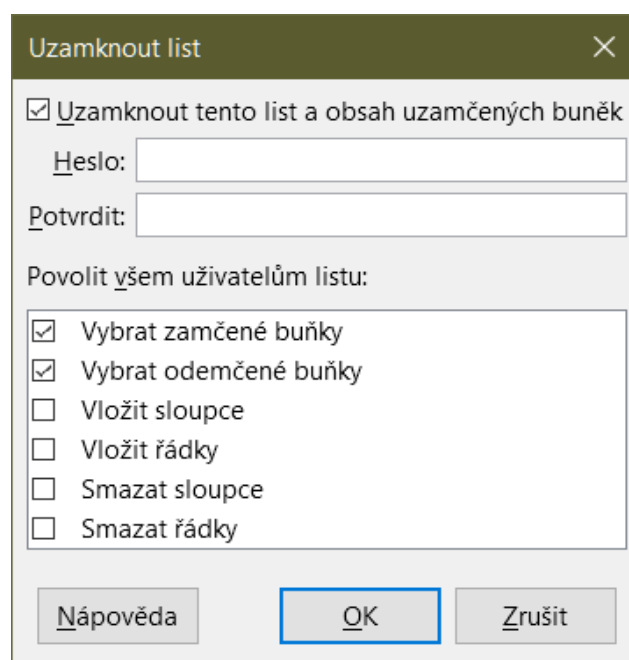 Uzamknout list
Uzamknout tento list a obsah uzamčených buněk
Heslo:
Potvrdit:
Povolit všem uživatelům listu:
Vybrat zamčené buňky
Vybrat odemčené buňky
Vložit sloupce
Vložit řádky
Smazat sloupce
Smazat řádky
Nápověda OK Zrušit